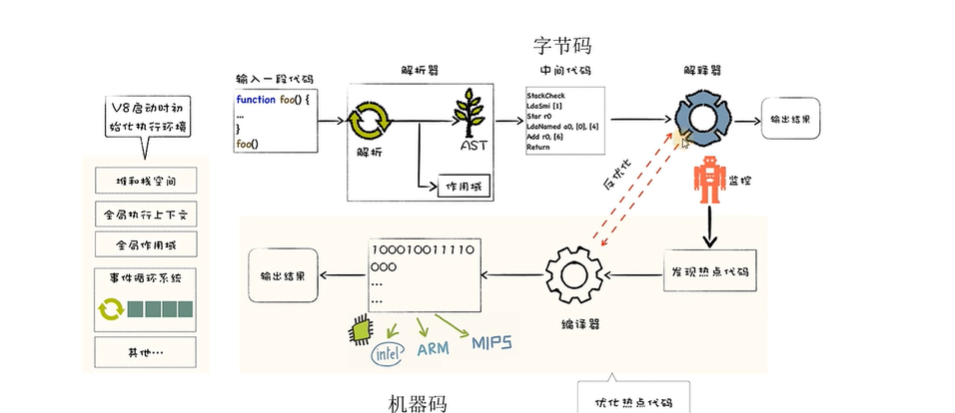 字节码
输入一段代码
解析器
中间代码
解释器
V8启动时初
始化执行环境
function foo() {
...
}
foo()
解析
AST
作用域
StackCheck
LdaSmi [1]
Star r0
LdaNamed a0, [0], [4]
Add r0, [6]
Return
输出结果
堆和栈空间
全局执行上下文
全局作用域
事件循环系统
其他…
反优化
监控
发现热点代码
编译器
100010011110
000
...
...
输出结果
intel
ARM
MIPS
机器码
优化热点代码